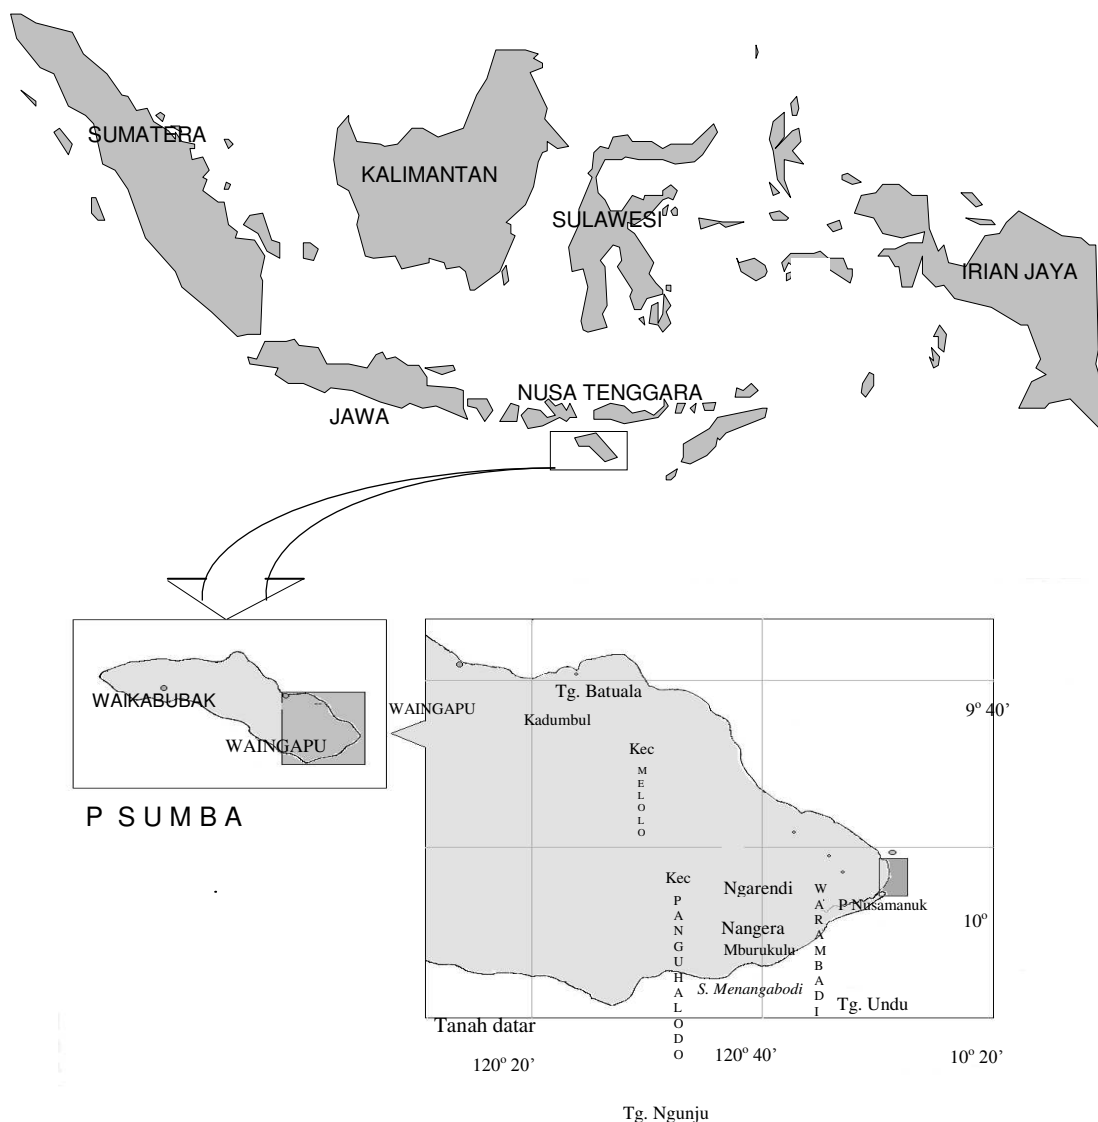 SUMATERA
KALIMANTAN
SULAWESI
IRIAN JAYA
NUSA TENGGARA
JAWA
WAIKABUBAK
WAINGAPU
P SUMBA
WAINGAPU
Tg. Batuala
Kadumbul
9º 40’
Kec
MELOLO
Kec
PANGUHALODO
Ngarendi
WARAMBADI
P Nusamanuk
10º
Nangera
Mburukulu
S. Menangabodi
Tg. Undu
Tanah datar
120º 20’
120º 40’
10º 20’
Tg. Ngunju